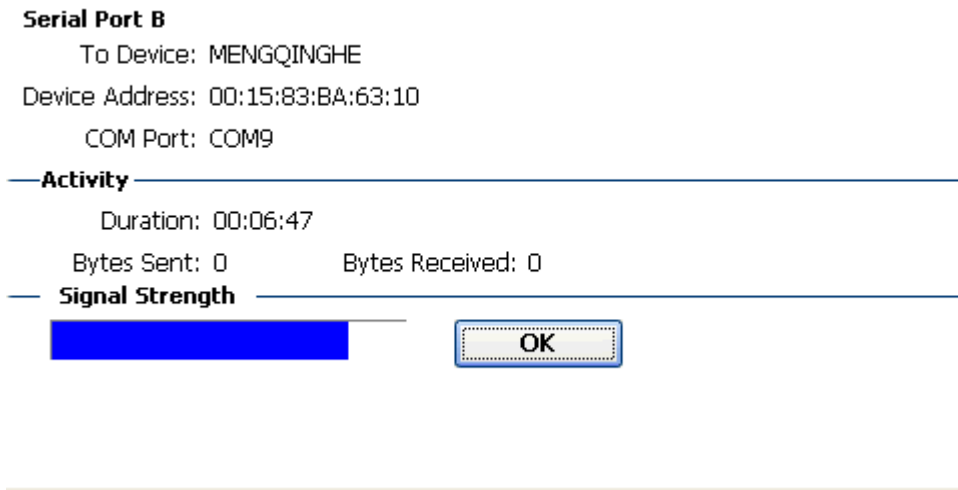 Serial Port B
To Device: MENGQINGHE
Device Address: 00:15:83:BA:63:10
COM Port: COM9
Activity
Duration: 00:06:47
Bytes Sent: 0 Bytes Received: 0
Signal Strength
OK